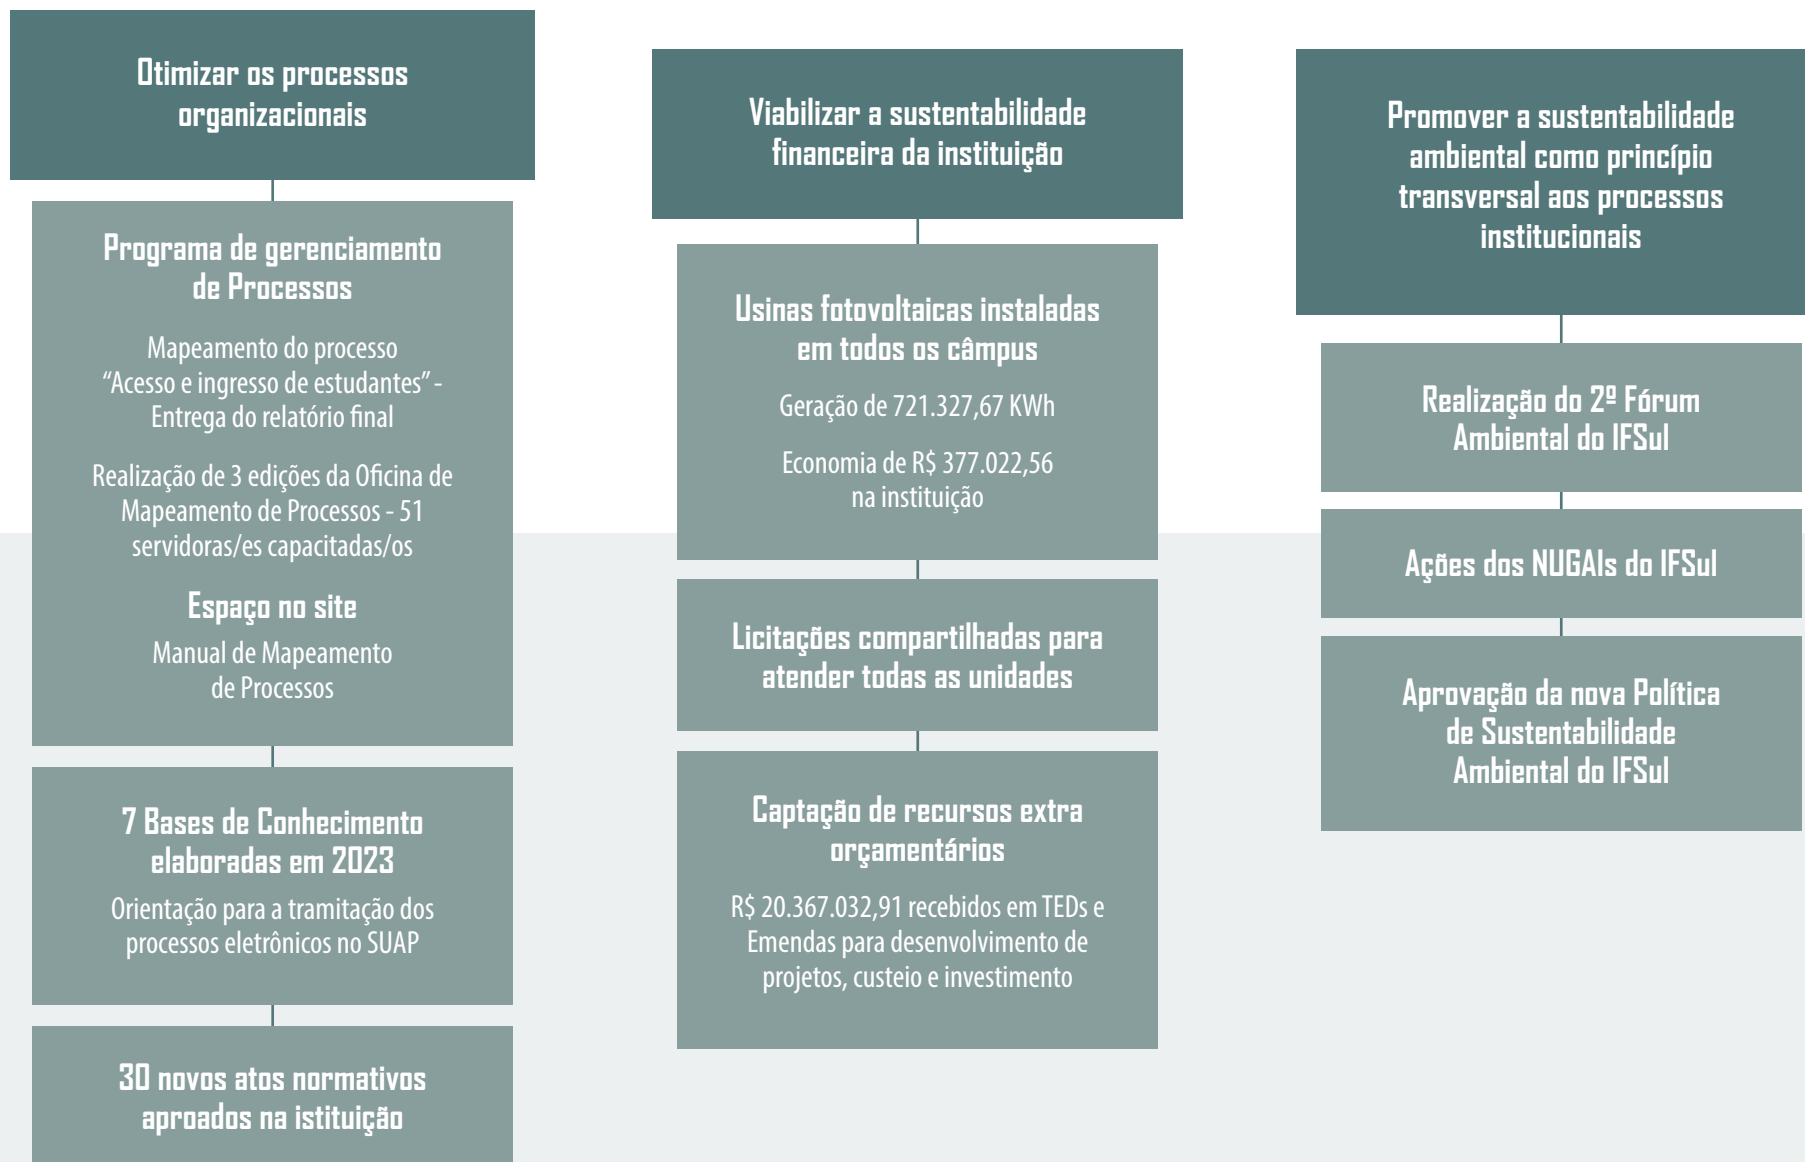 Otimizar os processos
organizacionais
Programa de gerenciamento
de Processos
Mapeamento do processo
“Acesso e ingresso de estudantes” -
Entrega do relatório final
Realização de 3 edições da Oficina de
Mapeamento de Processos - 51
servidoras/es capacitadas/os
Espaço no site
Manual de Mapeamento
de Processos
7 Bases de Conhecimento
elaboradas em 2023
Orientação para a tramitação dos
processos eletrônicos no SUAP
30 novos atos normativos
aproados na istituição
Viabilizar a sustentabilidade
financeira da instituição
Usinas fotovoltaicas instaladas
em todos os câmpus
Geração de 721.327,67 KWh
Economia de R$ 377.022,56
na instituição
Licitações compartilhadas para
atender todas as unidades
Captação de recursos extra
orçamentários
R$ 20.367.032,91 recebidos em TEDs e
Emendas para desenvolvimento de
projetos, custeio e investimento
Promover a sustentabilidade
ambiental como princípio
transversal aos processos
institucionais
Realização do 2º Fórum
Ambiental do IFSul
Ações dos NUGAIs do IFSul
Aprovação da nova Política
de Sustentabilidade
Ambiental do IFSul